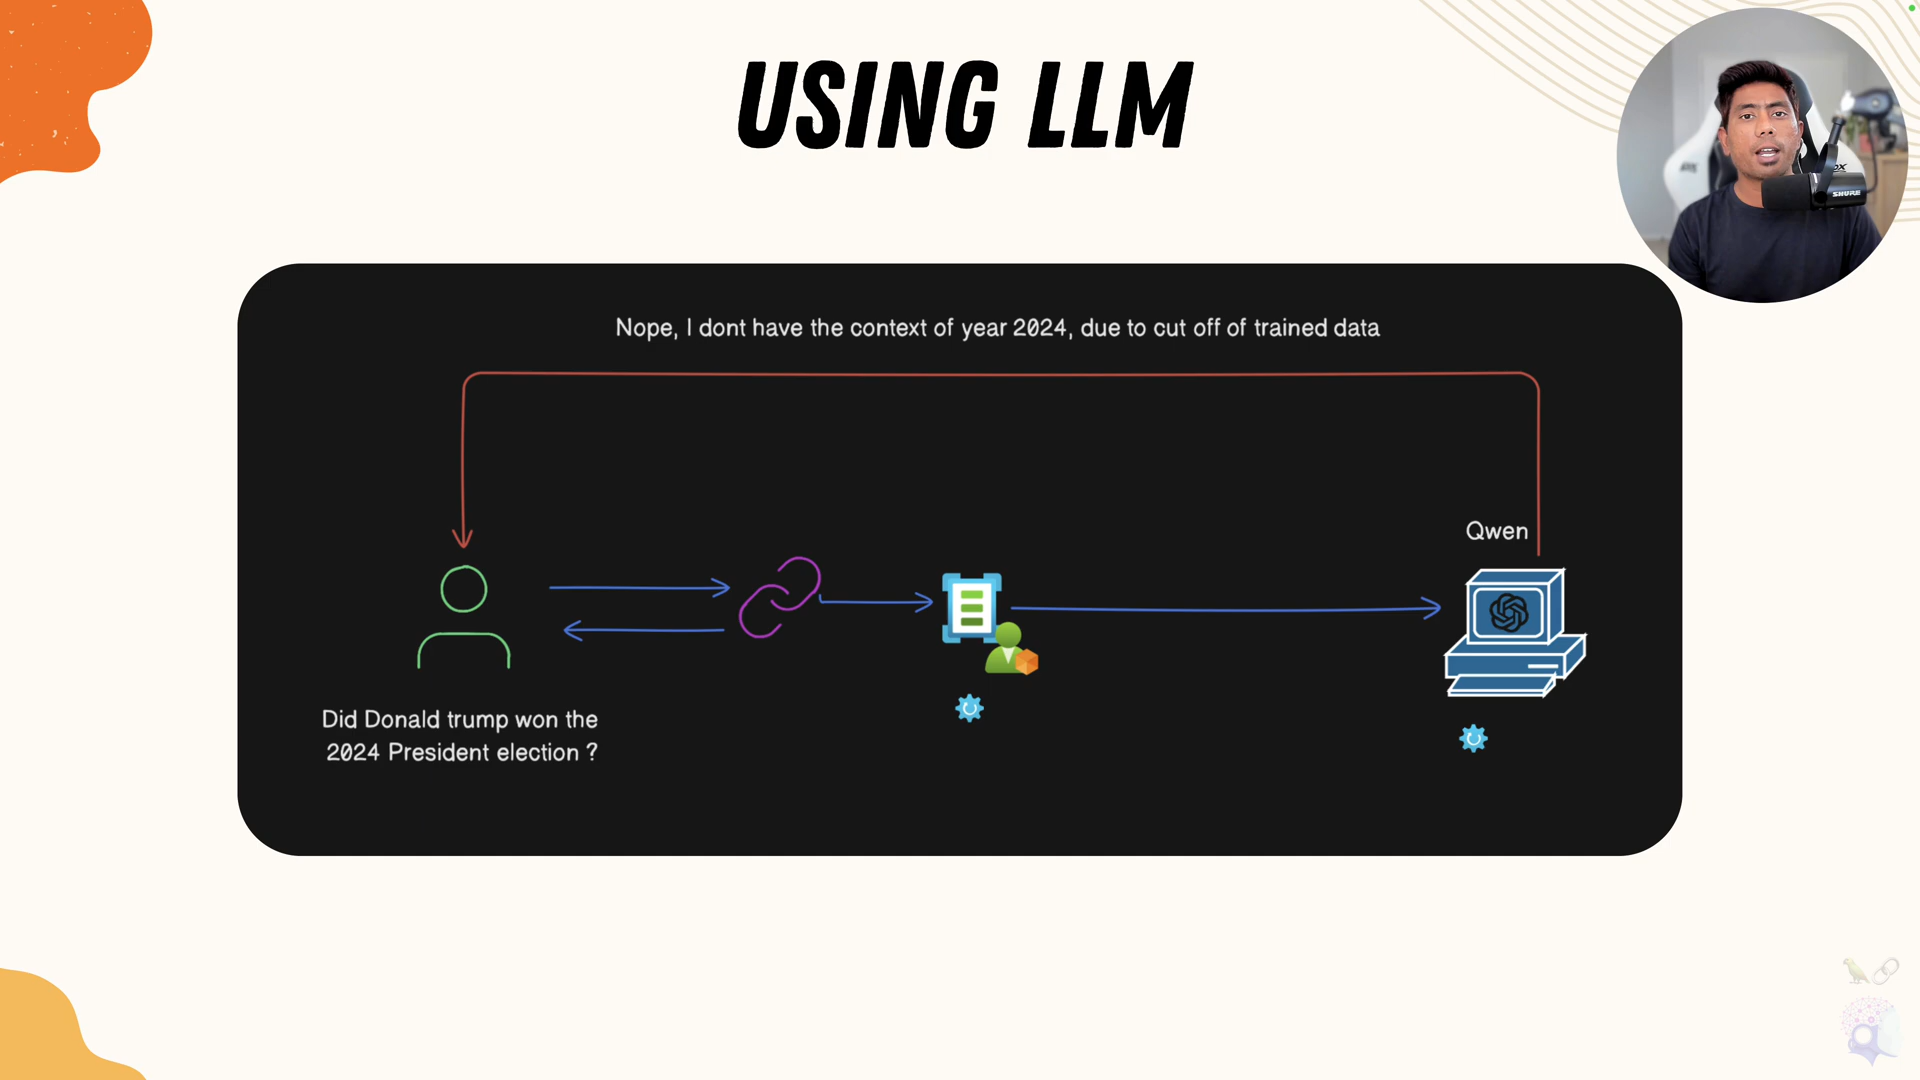 USING LLM
SHURE
Nope, I dont have the context of year 2024, due to cut off of trained data
Qwen
Did Donald trump won the
2024 President election ?